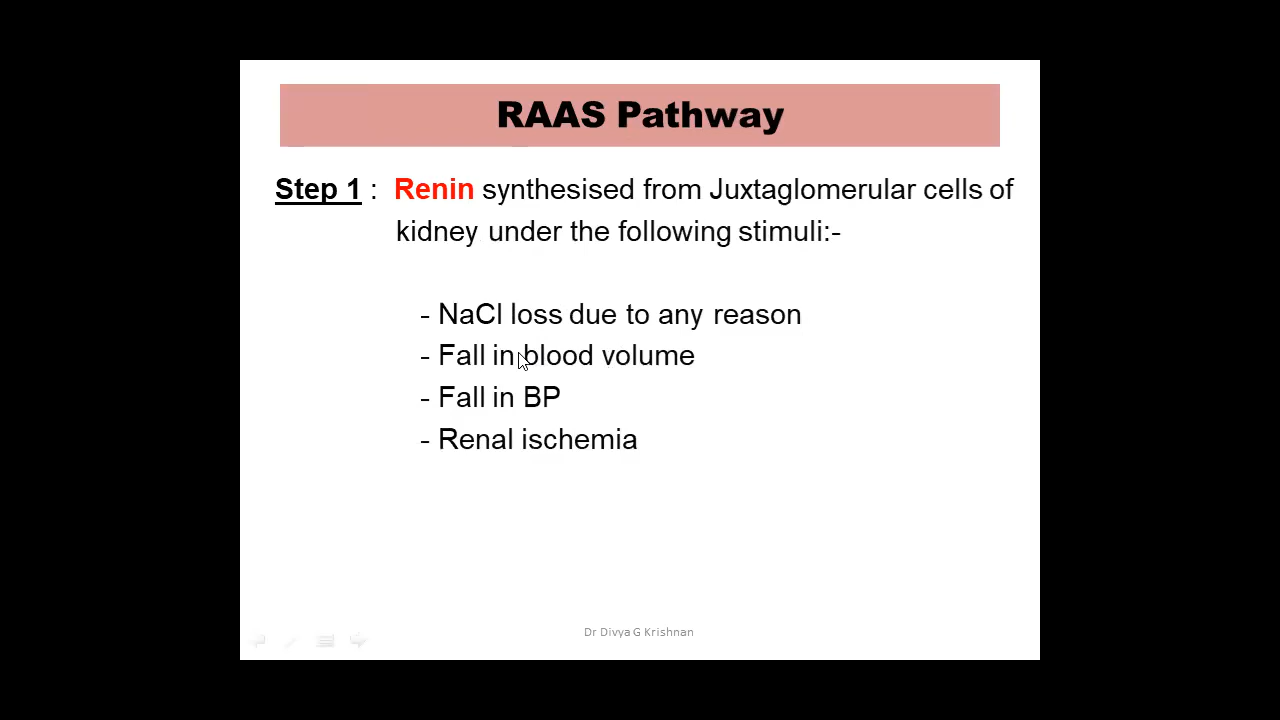 RAAS Pathway
Step 1 : Renin synthesised from Juxtaglomerular cells of
kidney under the following stimuli:-
- NaCl loss due to any reason
- Fall in blood volume
- Fall in BP
- Renal ischemia
Dr Divya G Krishnan